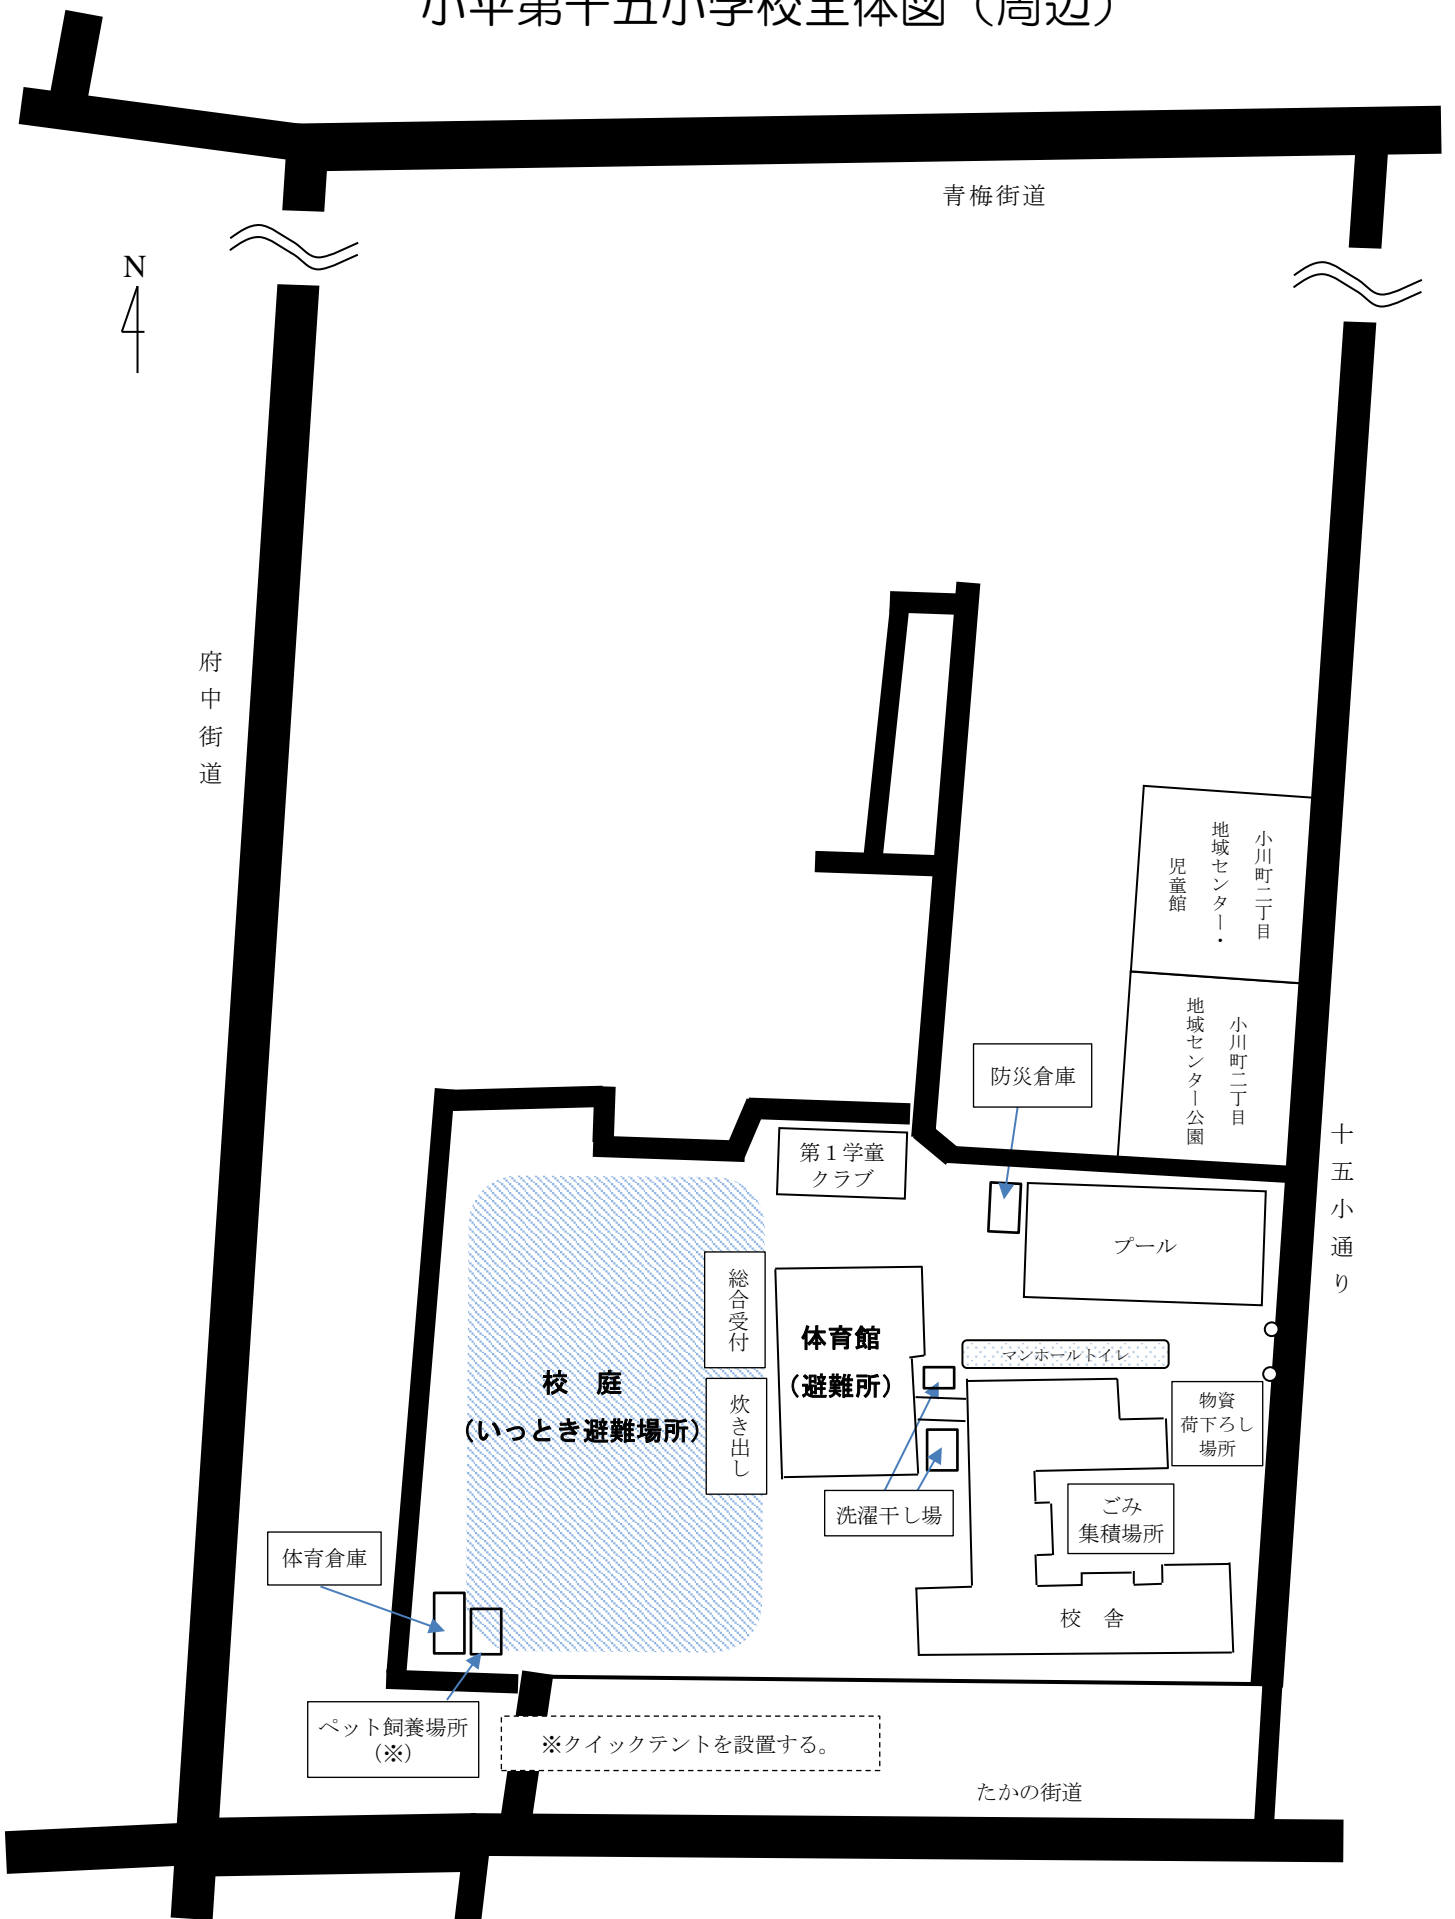 小平第十五小学校全体図（周辺）
青梅街道
N
府中街道
小川町二丁目
地域センター・
児童館
小川町二丁目
地域センター公園
防災倉庫
十五小通り
第１学童
クラブ
プール
総合受付
体育館
（避難所）
マンホールトイレ
校　庭
（いっとき避難場所）
炊き出し
物資
荷下ろし
場所
洗濯干し場
ごみ
集積場所
体育倉庫
校　舎
ペット飼養場所
（※）
※クイックテントを設置する。
たかの街道